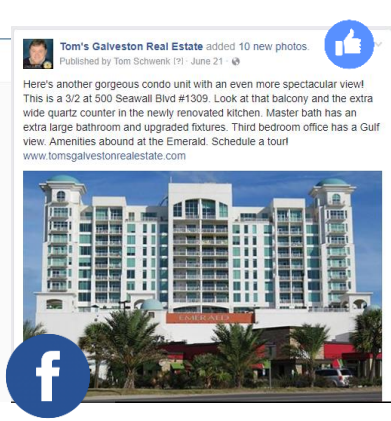 Tom's Galveston Real Estate added 10 new photos.
Published by Tom Schwenk [?] · June 21 ·
Here's another gorgeous condo unit with an even more spectacular view!
This is a 3/2 at 500 Seawall Blvd #1309. Look at that balcony and the extra
wide quartz counter in the newly renovated kitchen. Master bath has an
extra large bathroom and upgraded fixtures. Third bedroom office has a Gulf
view. Amenities abound at the Emerald. Schedule a tour!
www.tomsgalvestonrealestate.com
EMERALD
f